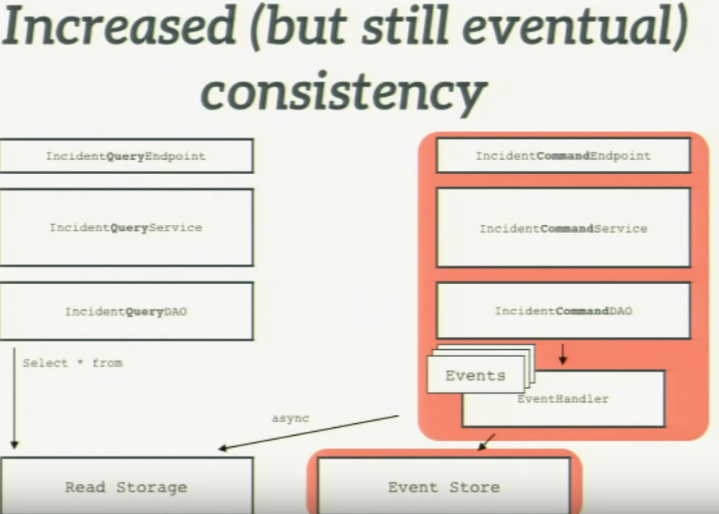 Increased (but still eventual)
consistency
IncidentQueryEndpoint
IncidentCommandEndpoint
IncidentQueryService
IncidentCommandService
IncidentQueryDAO
IncidentCommandDAO
Select * from
Events
EventHandler
async
Read Storage
Event Store